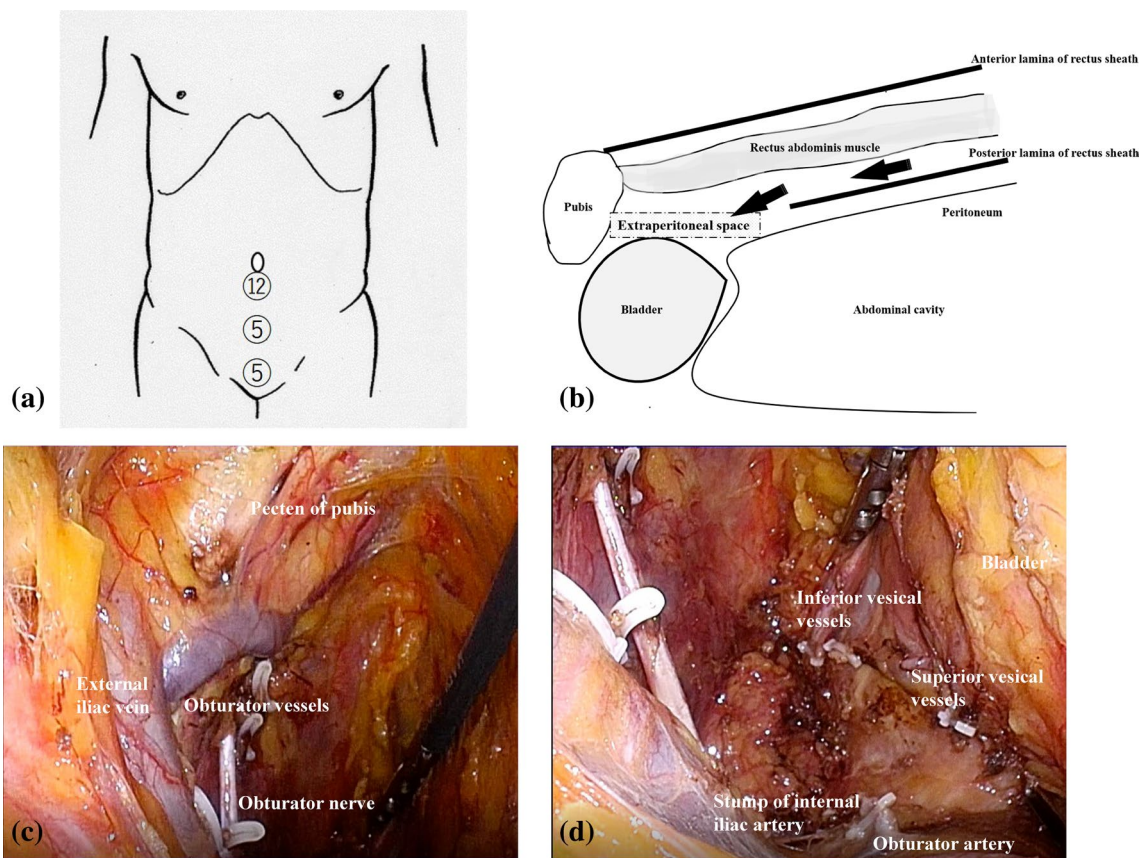 12
5
5
(a)
Anterior lamina of rectus sheath
Rectus abdominis muscle
Posterior lamina of rectus sheath
Pubis
Extraperitoneal space
Peritoneum
Bladder
Abdominal cavity
(b)
Pecten of pubis
External
iliac vein
Obturator vessels
Obturator nerve
(c)
Bladder
Inferior vesical
vessels
Superior vesical
vessels
Stump of internal
iliac artery
Obturator artery
(d)